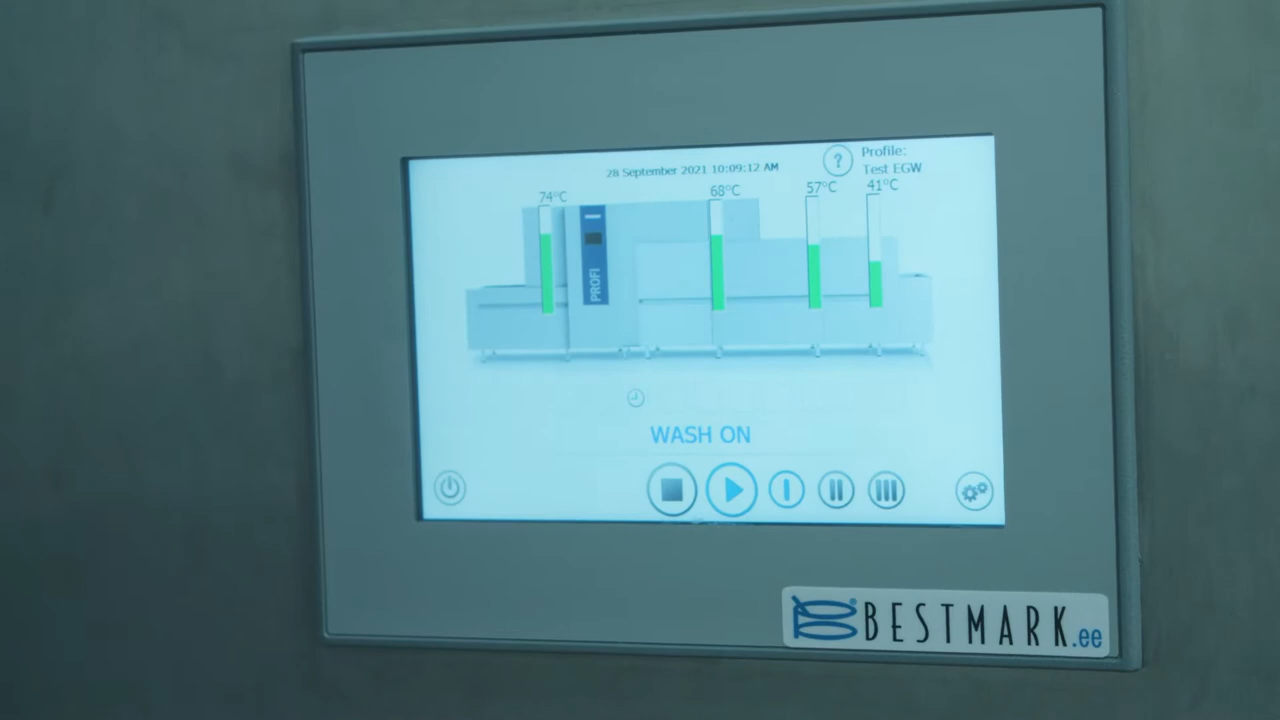 28 September 2021 10:09:12 AM
?
Profile:
Test EGW
74°C
68°C
57°C
41°C
PROFI
WASH ON
BESTMARK.ee